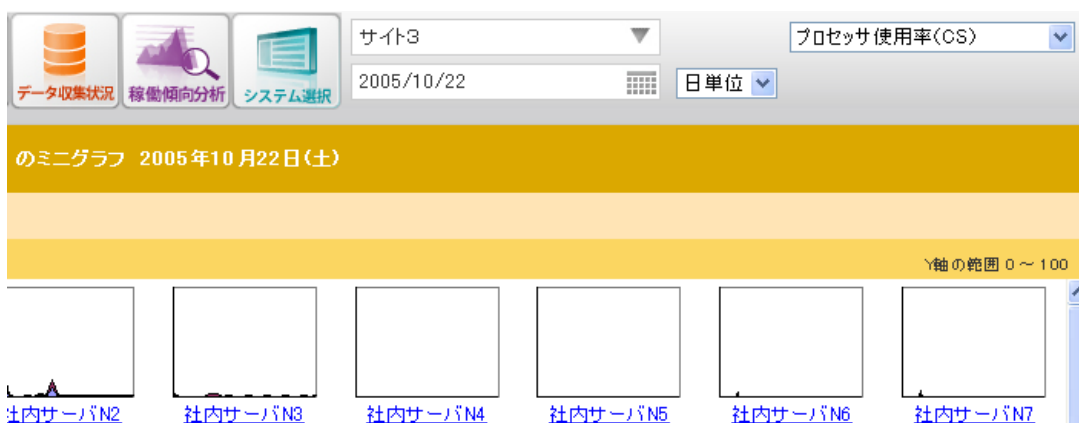 サイト3
プロセッサ使用率(CS)
データ収集状況
稼働傾向分析
システム選択
2005/10/22
日単位
のミニグラフ 2005年10月22日(土)
Y軸の範囲 0 ~ 100
社内サーバN2
社内サーバN3
社内サーバN4
社内サーバN5
社内サーバN6
社内サーバN7